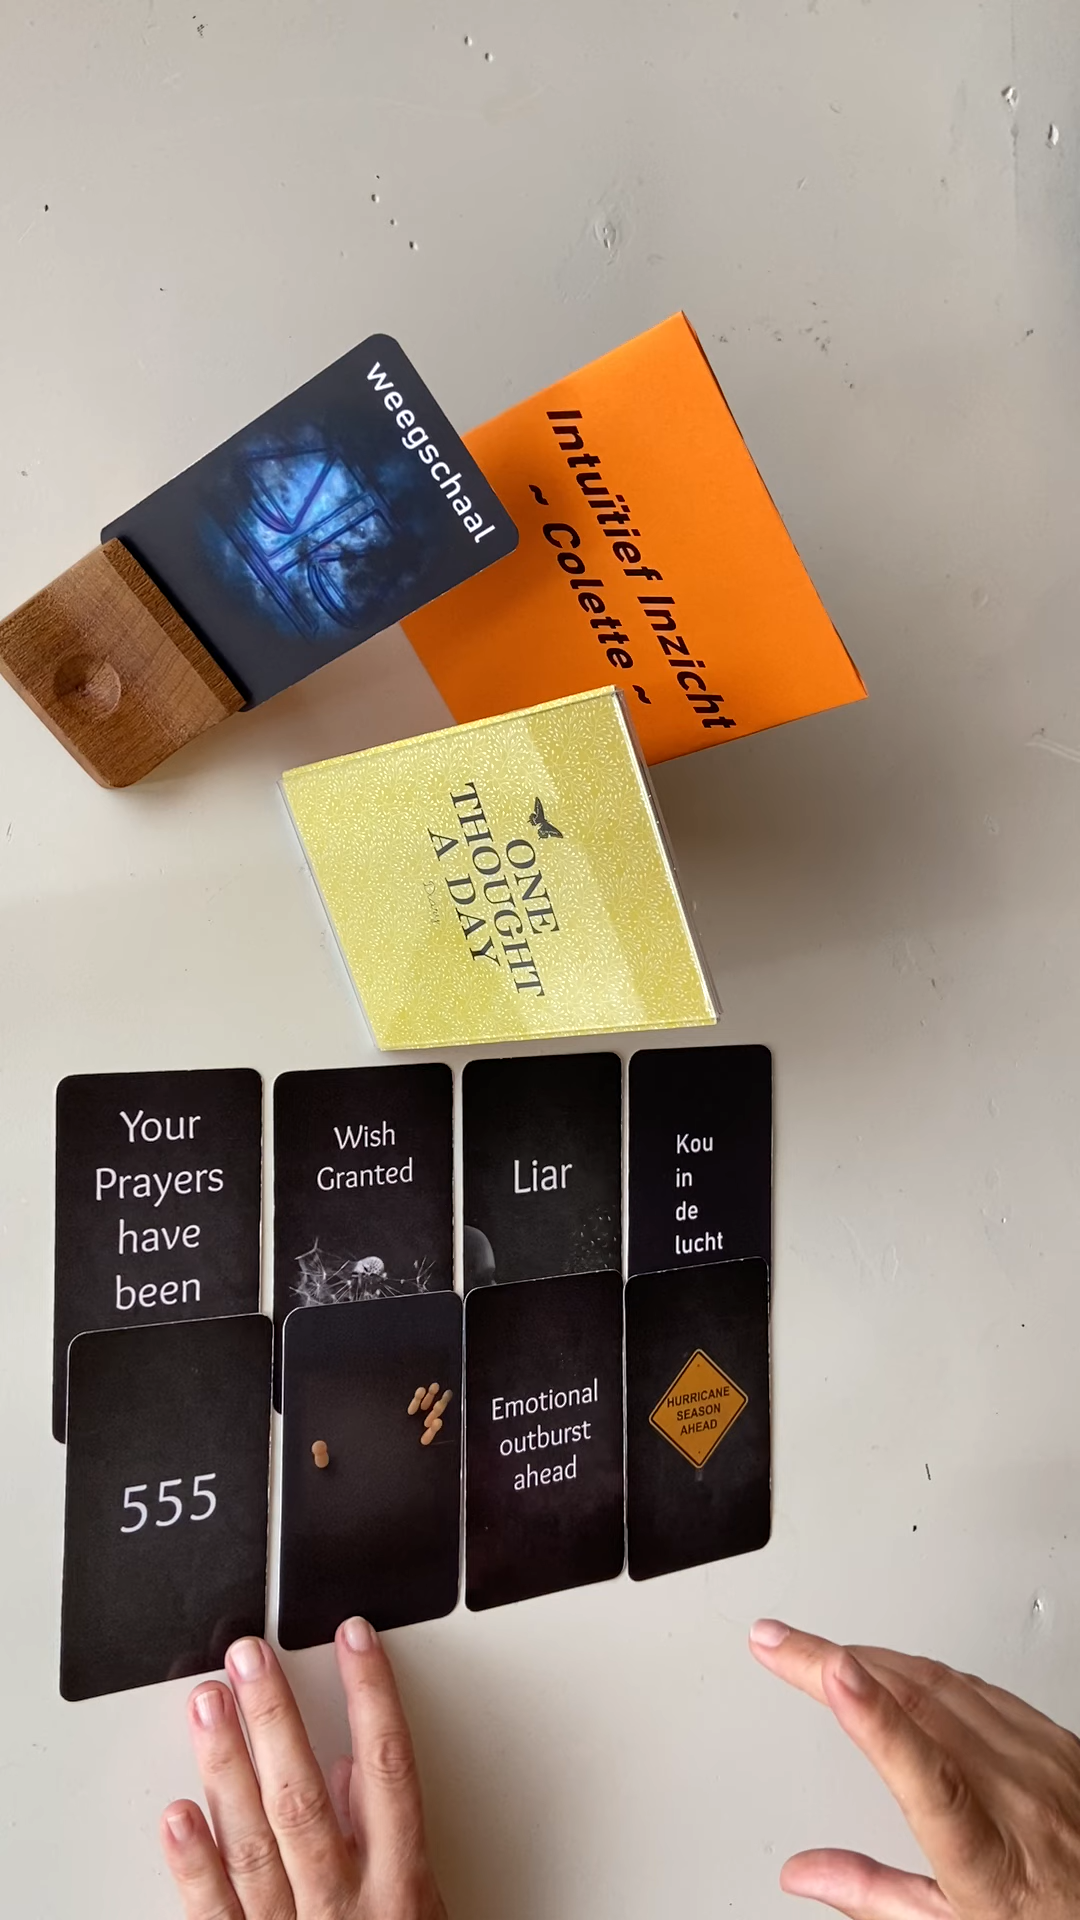 weegschaal
Intuïtief Inzicht
~ Colette ~
ONE
THOUGHT
A DAY
Diary
Your
Prayers
have
been
Wish
Granted
Liar
Kou
in
de
lucht
555
Emotional
outburst
ahead
HURRICANE
SEASON
AHEAD